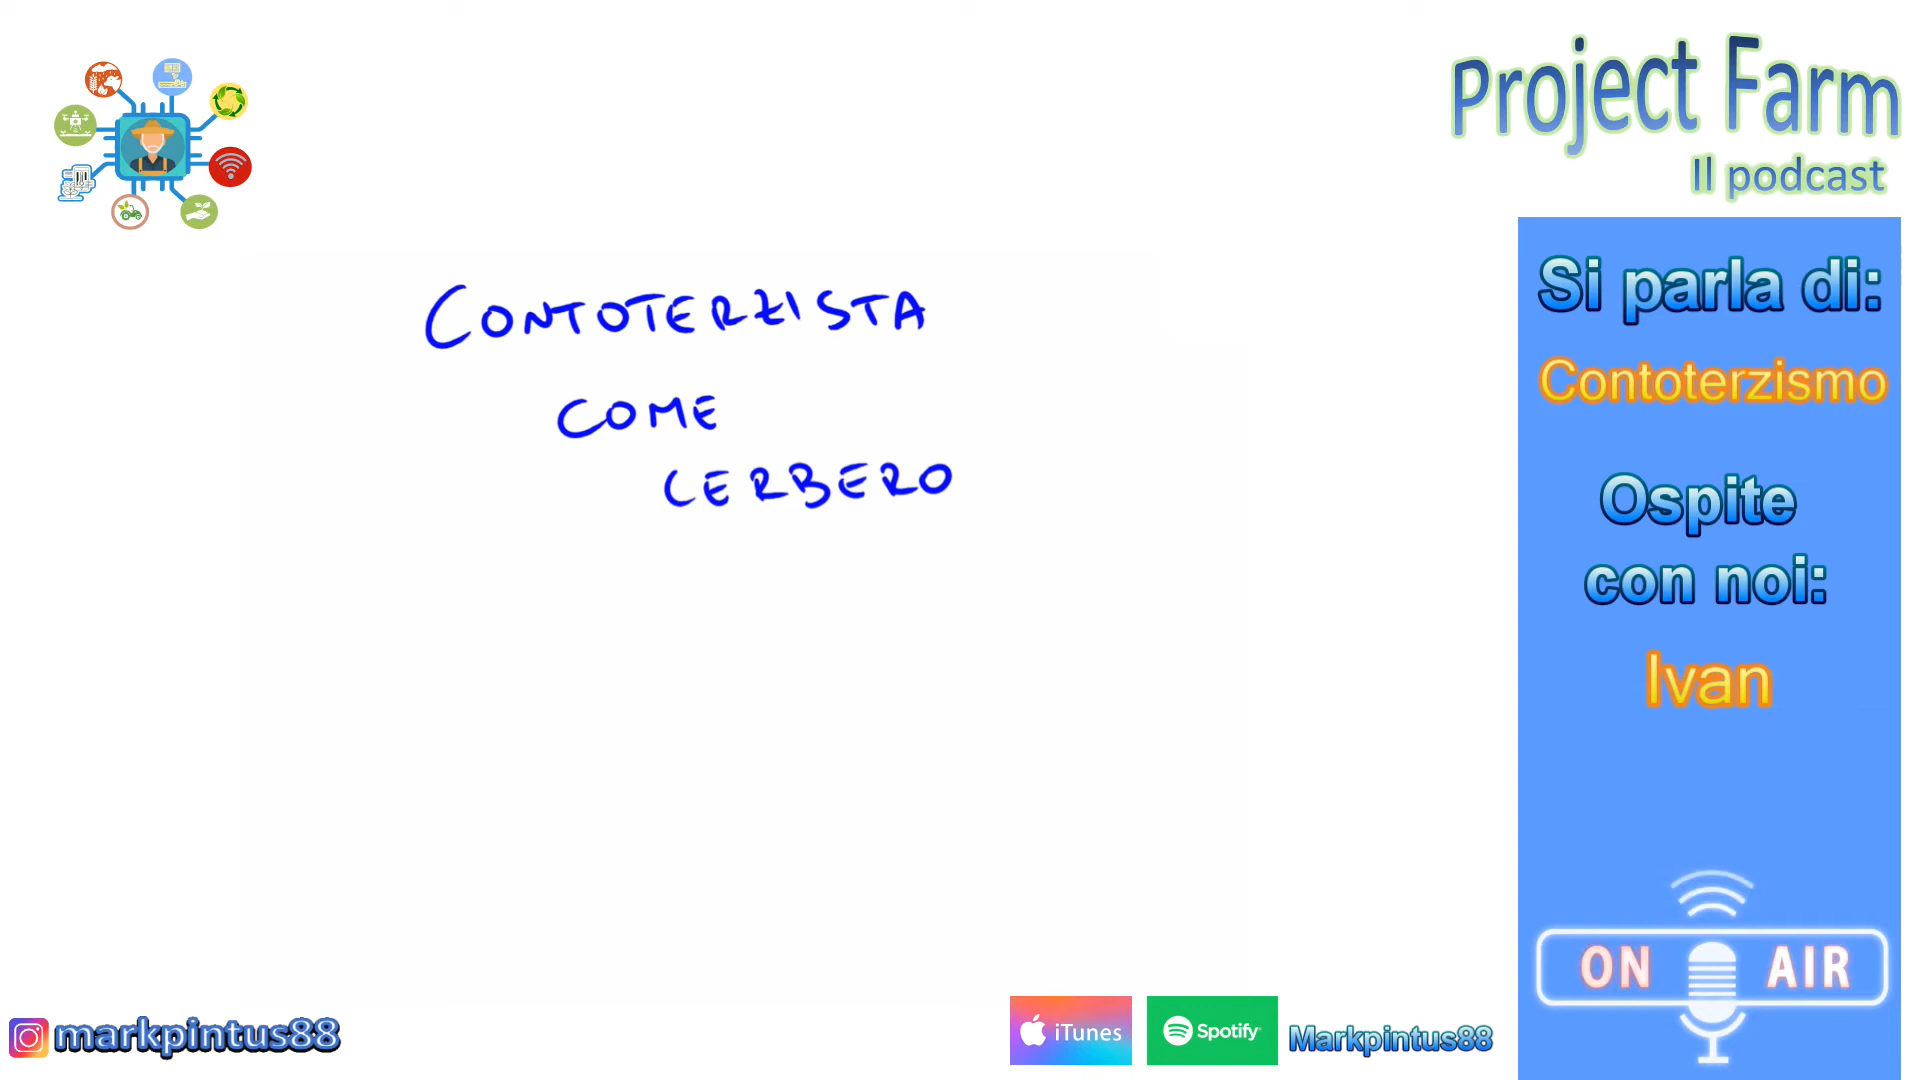 Project Farm
Il podcast
CONTOTERZISTA
COME
CERBERO
Si parla di:
Contoterzismo
Ospite
con noi:
Ivan
ON AIR
markpintus88
iTunes
Spotify
Markpintus88